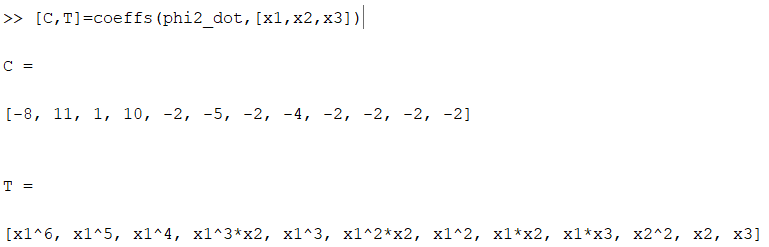 >> [C,T]=coeffs(phi2_dot,[x1,x2,x3])
C =
[-8, 11, 1, 10, -2, -5, -2, -4, -2, -2, -2, -2]
T =
[x1^6, x1^5, x1^4, x1^3*x2, x1^3, x1^2*x2, x1^2, x1*x2, x1*x3, x2^2, x2, x3]